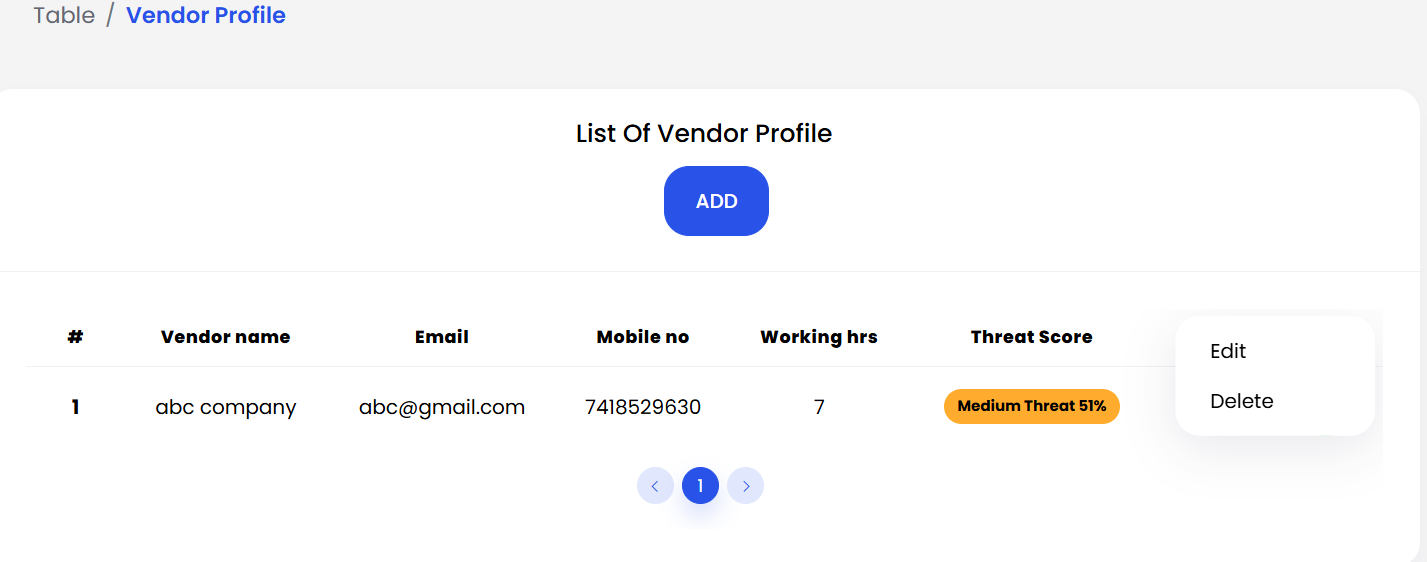 Table / Vendor Profile
List Of Vendor Profile
ADD
# Vendor name Email Mobile no Working hrs Threat Score
Edit
1 abc company abc@gmail.com 7418529630 7 Medium Threat 51%
Delete
< 1 >